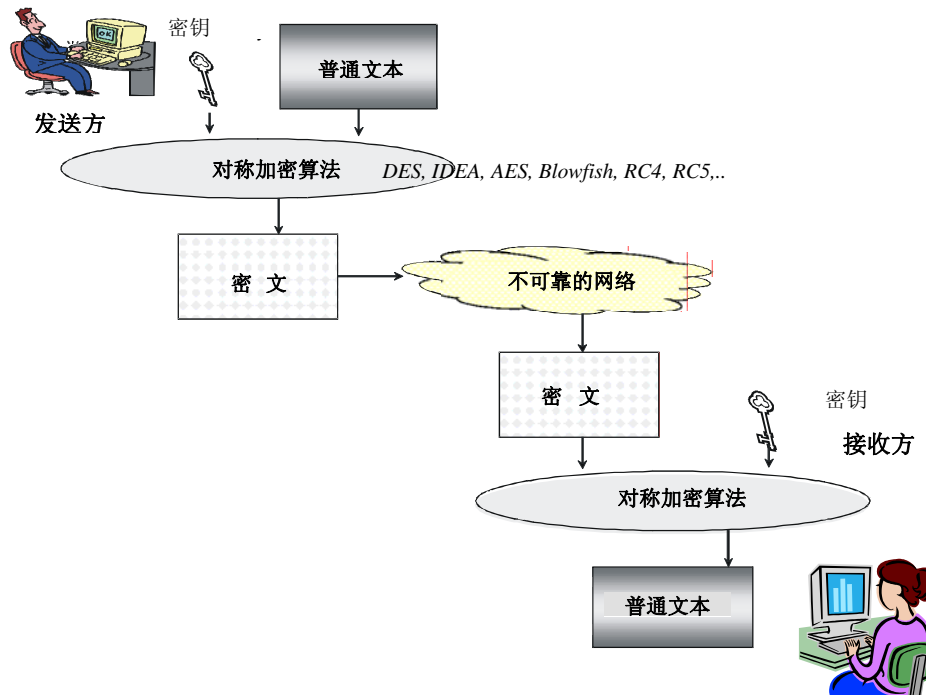 密钥
普通文本
发送方
对称加密算法 DES, IDEA, AES, Blowfish, RC4, RC5,..
密 文
不可靠的网络
密 文
密钥
接收方
对称加密算法
普通文本